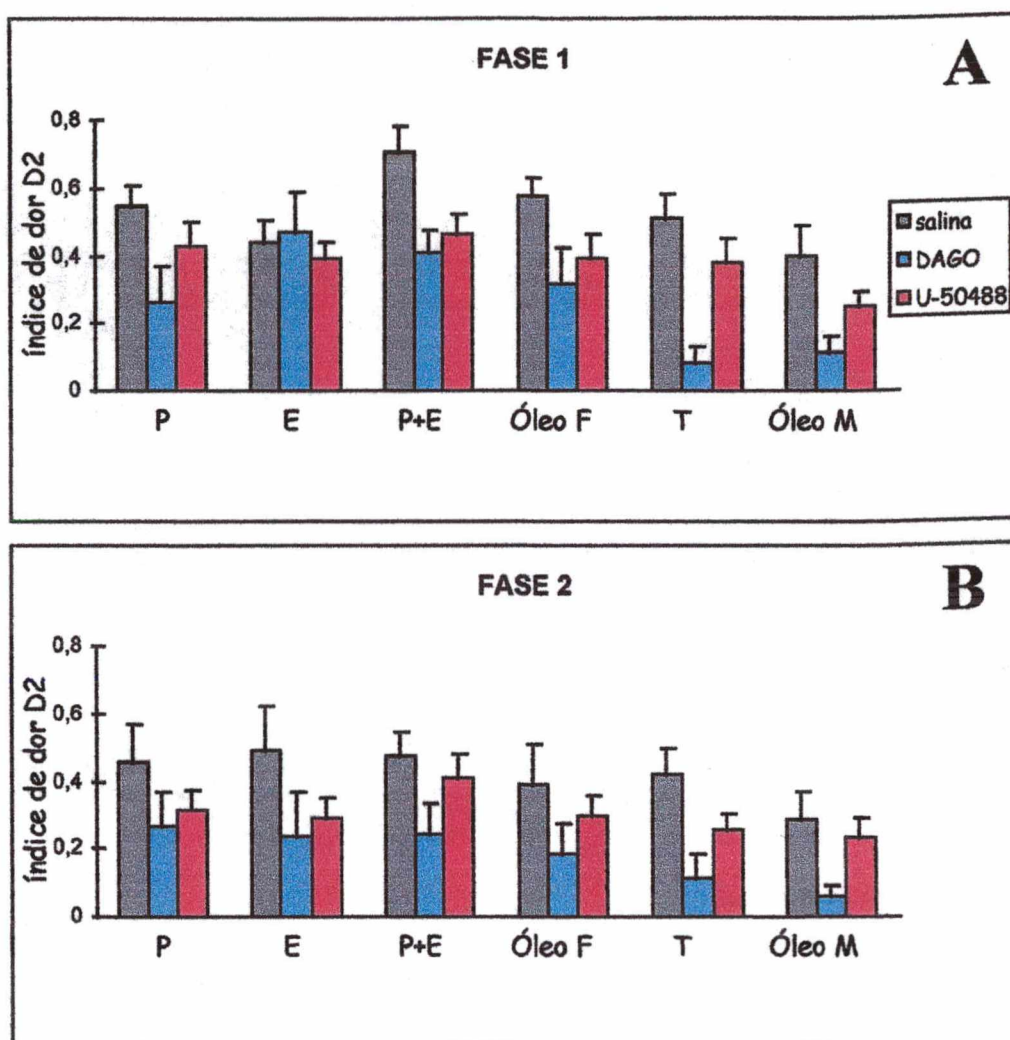 FASE 1
A
índice de dor D2
0,8
0,6
0,4
0,2
0
P
E
P+E
Óleo F
T
Óleo M
salina
DAGO
U-50488
FASE 2
B
índice de dor D2
0,8
0,6
0,4
0,2
0
P
E
P+E
Óleo F
T
Óleo M